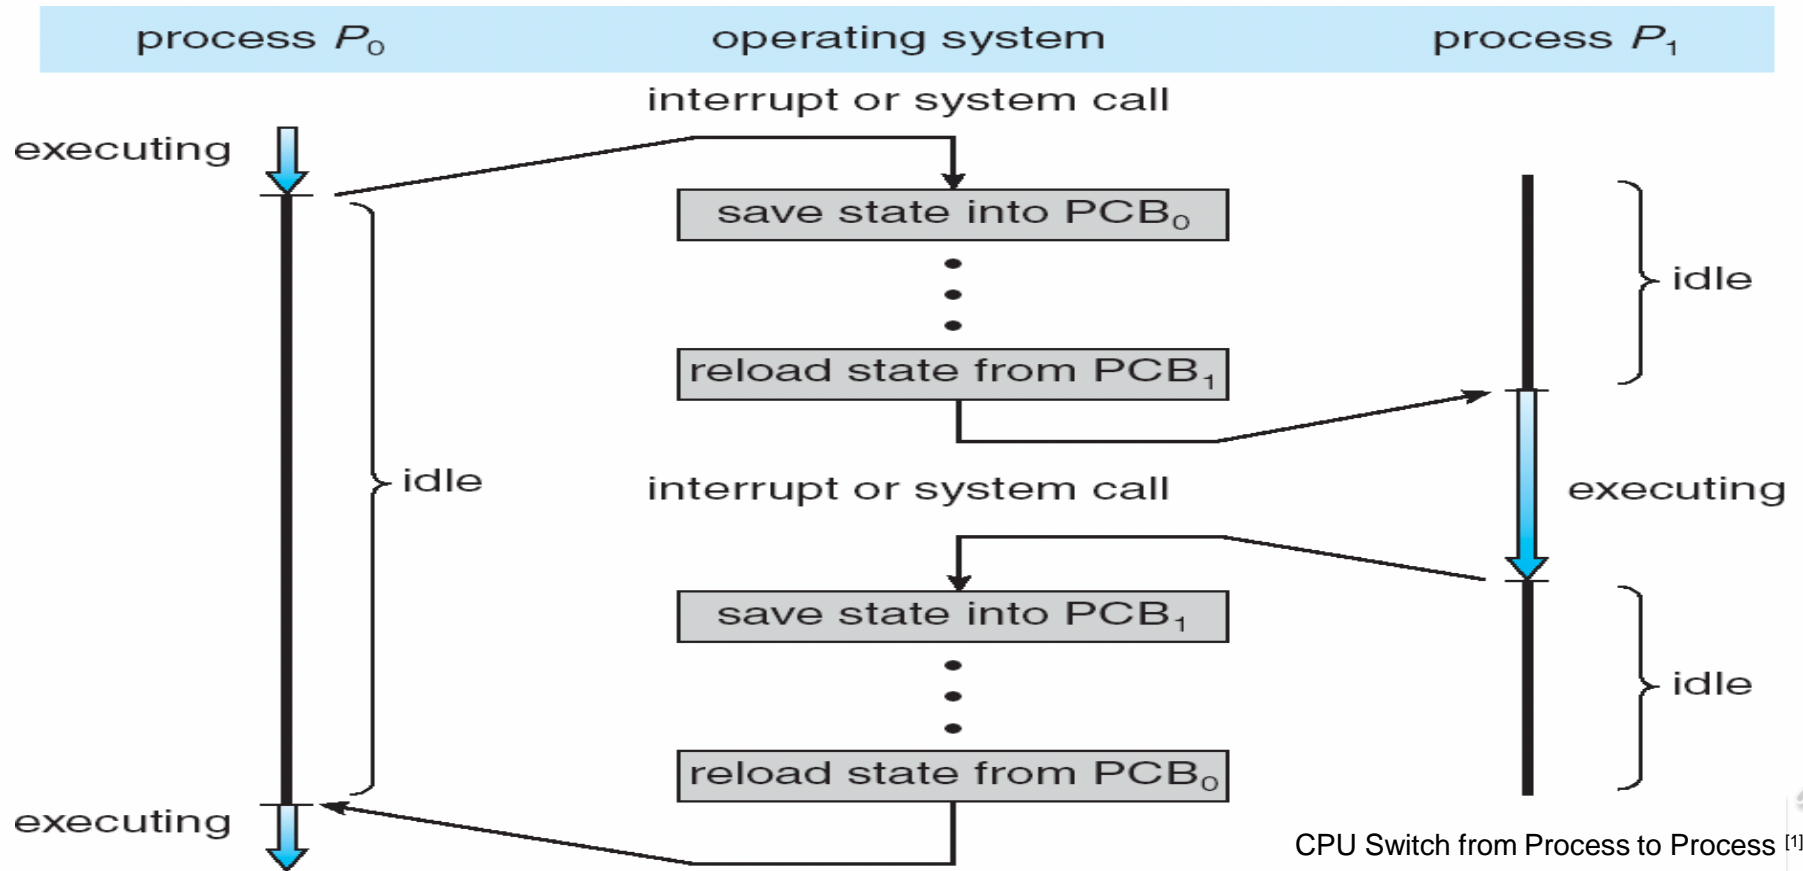 process P₀ operating system process P₁
interrupt or system call
executing
save state into PCB₀
idle
reload state from PCB₁
idle
interrupt or system call
executing
save state into PCB₁
idle
reload state from PCB₀
executing
CPU Switch from Process to Process [1]